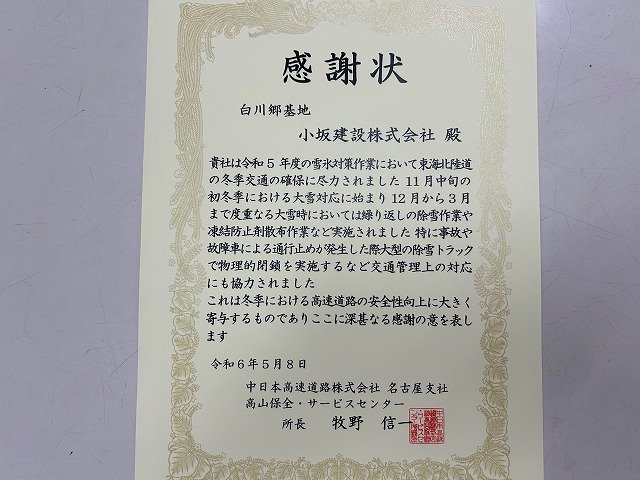 感謝状
白川郷基地
小坂建設株式会社 殿
貴社は令和5年度の雪氷対策作業において東海北陸道
の冬季交通の確保に尽力されました 11月中旬の
初冬季における大雪対応に始まり12月から3月
まで度重なる大雪時においては繰り返しの除雪作業や
凍結防止剤散布作業など実施されました 特に事故や
故障車による通行止めが発生した際大型の除雪トラック
で物理的閉鎖を実施するなど交通管理上の対応
にも協力されました
これは冬季における高速道路の安全性向上に大きく
寄与するものでありここに深甚なる感謝の意を表し
ます
令和6年5月8日
中日本高速道路株式会社 名古屋支社
高山保全・サービスセンター
所長 牧野 信一